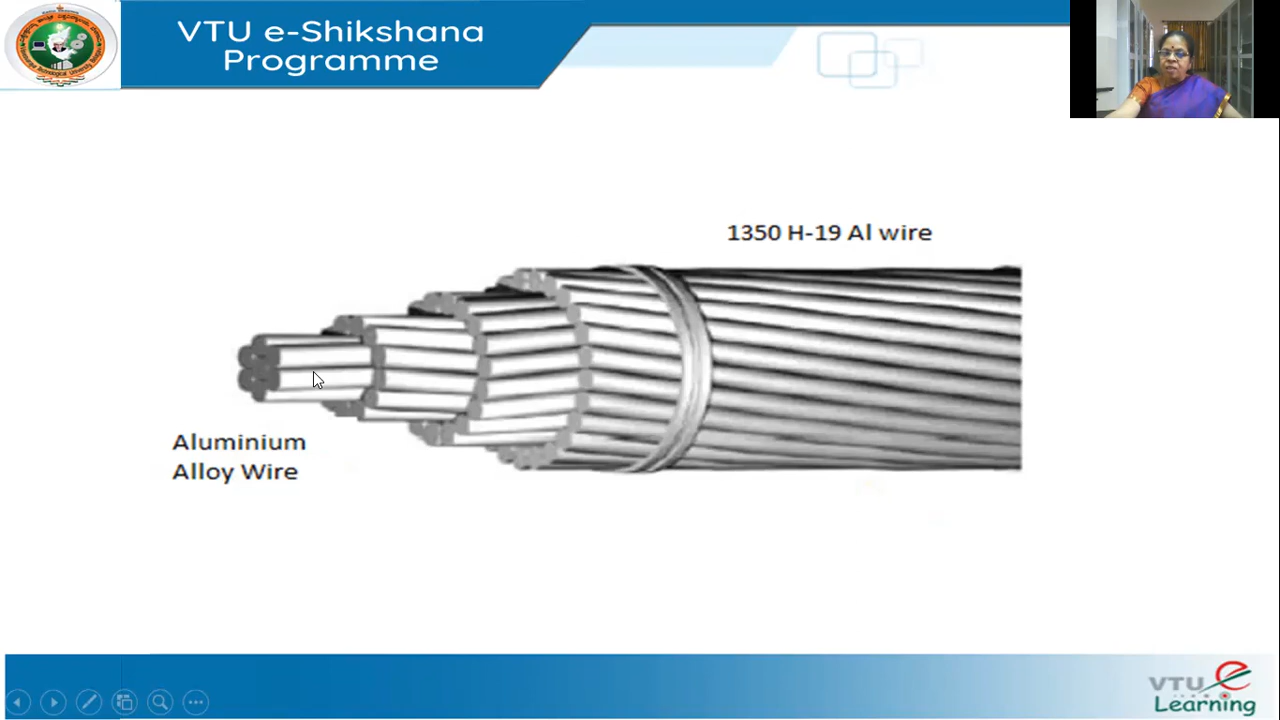 VTU e-Shikshana
Programme
1350 H-19 Al wire
Aluminium
Alloy Wire
VTU
Learning